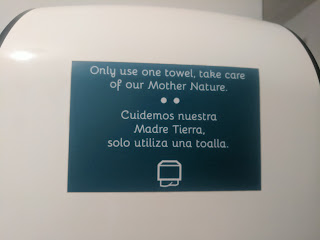 Only use one towel, take care
of our Mother Nature.
Cuidemos nuestra
Madre Tierra,
solo utiliza una toalla.